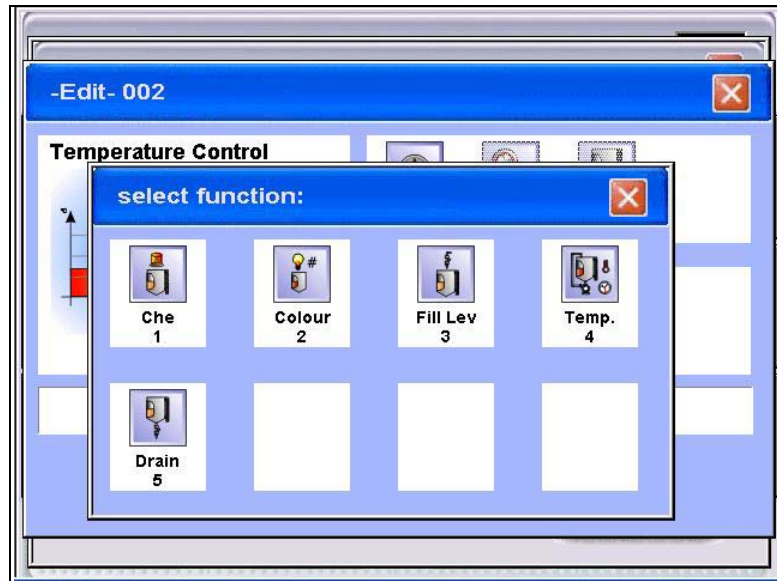 -Edit- 002
Temperature Control
select function:
Che
1
Colour
2
Fill Lev
3
Temp.
4
Drain
5